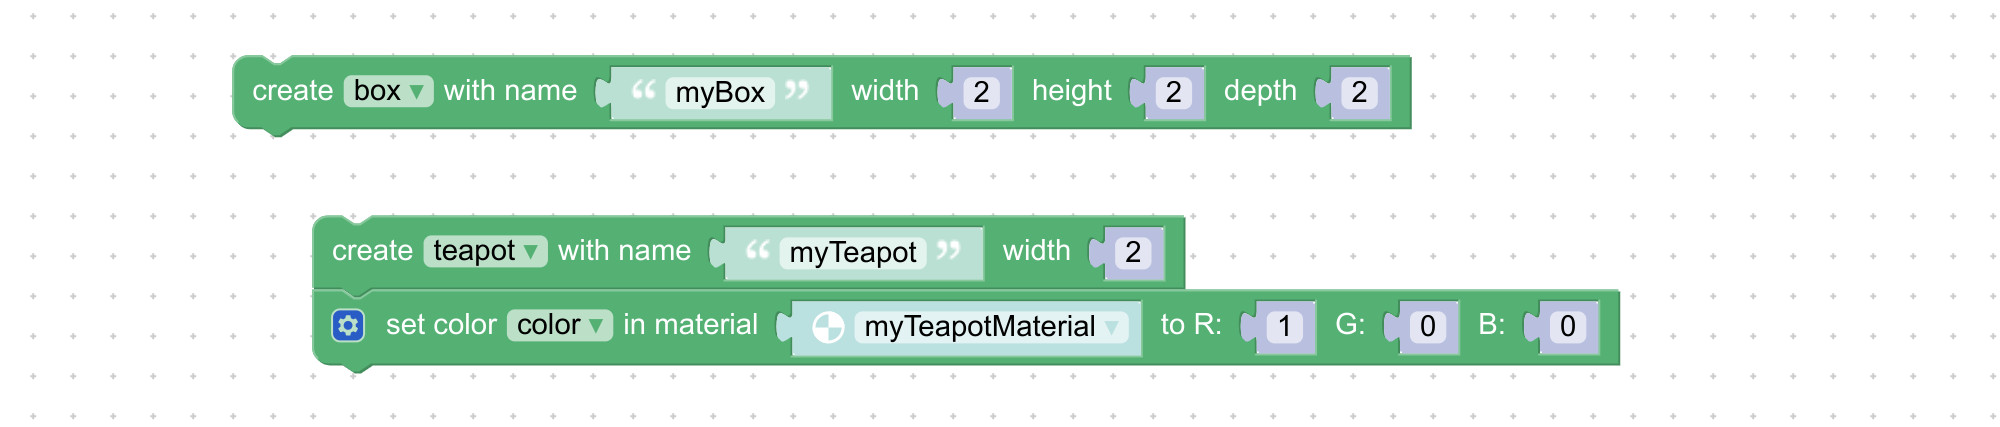 create box ▾ with name “ myBox ” width 2 height 2 depth 2
create teapot ▾ with name “ myTeapot ” width 2
set color color ▾ in material myTeapotMaterial ▾ to R: 1 G: 0 B: 0